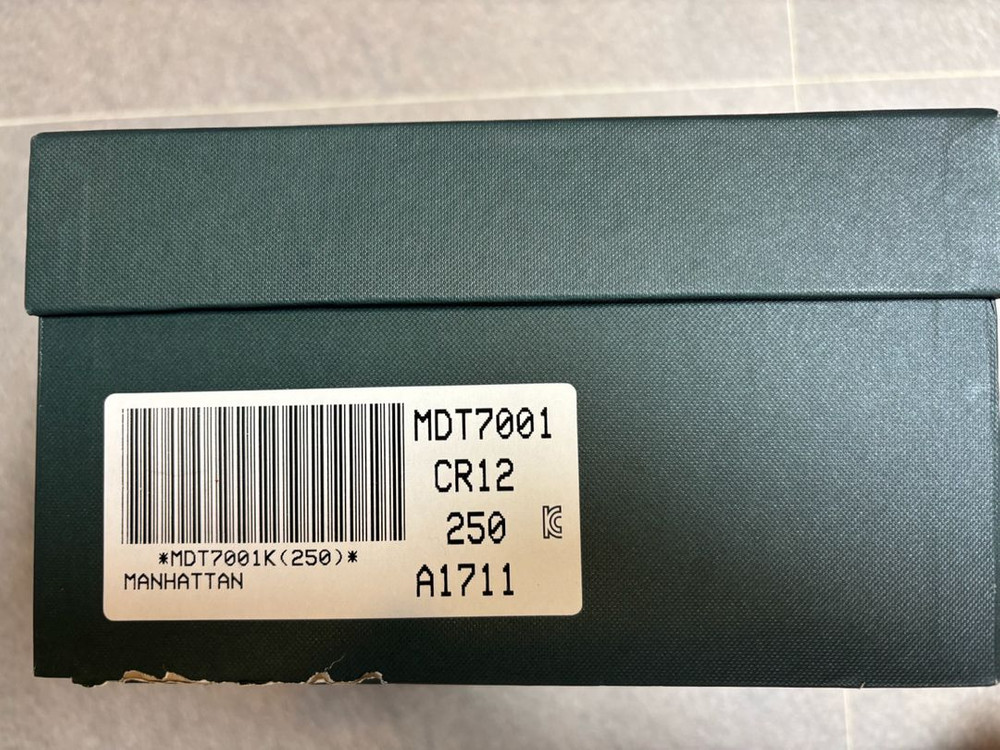 MDT7001
CR12
250
A1711
*MDT7001K(250)*
MANHATTAN